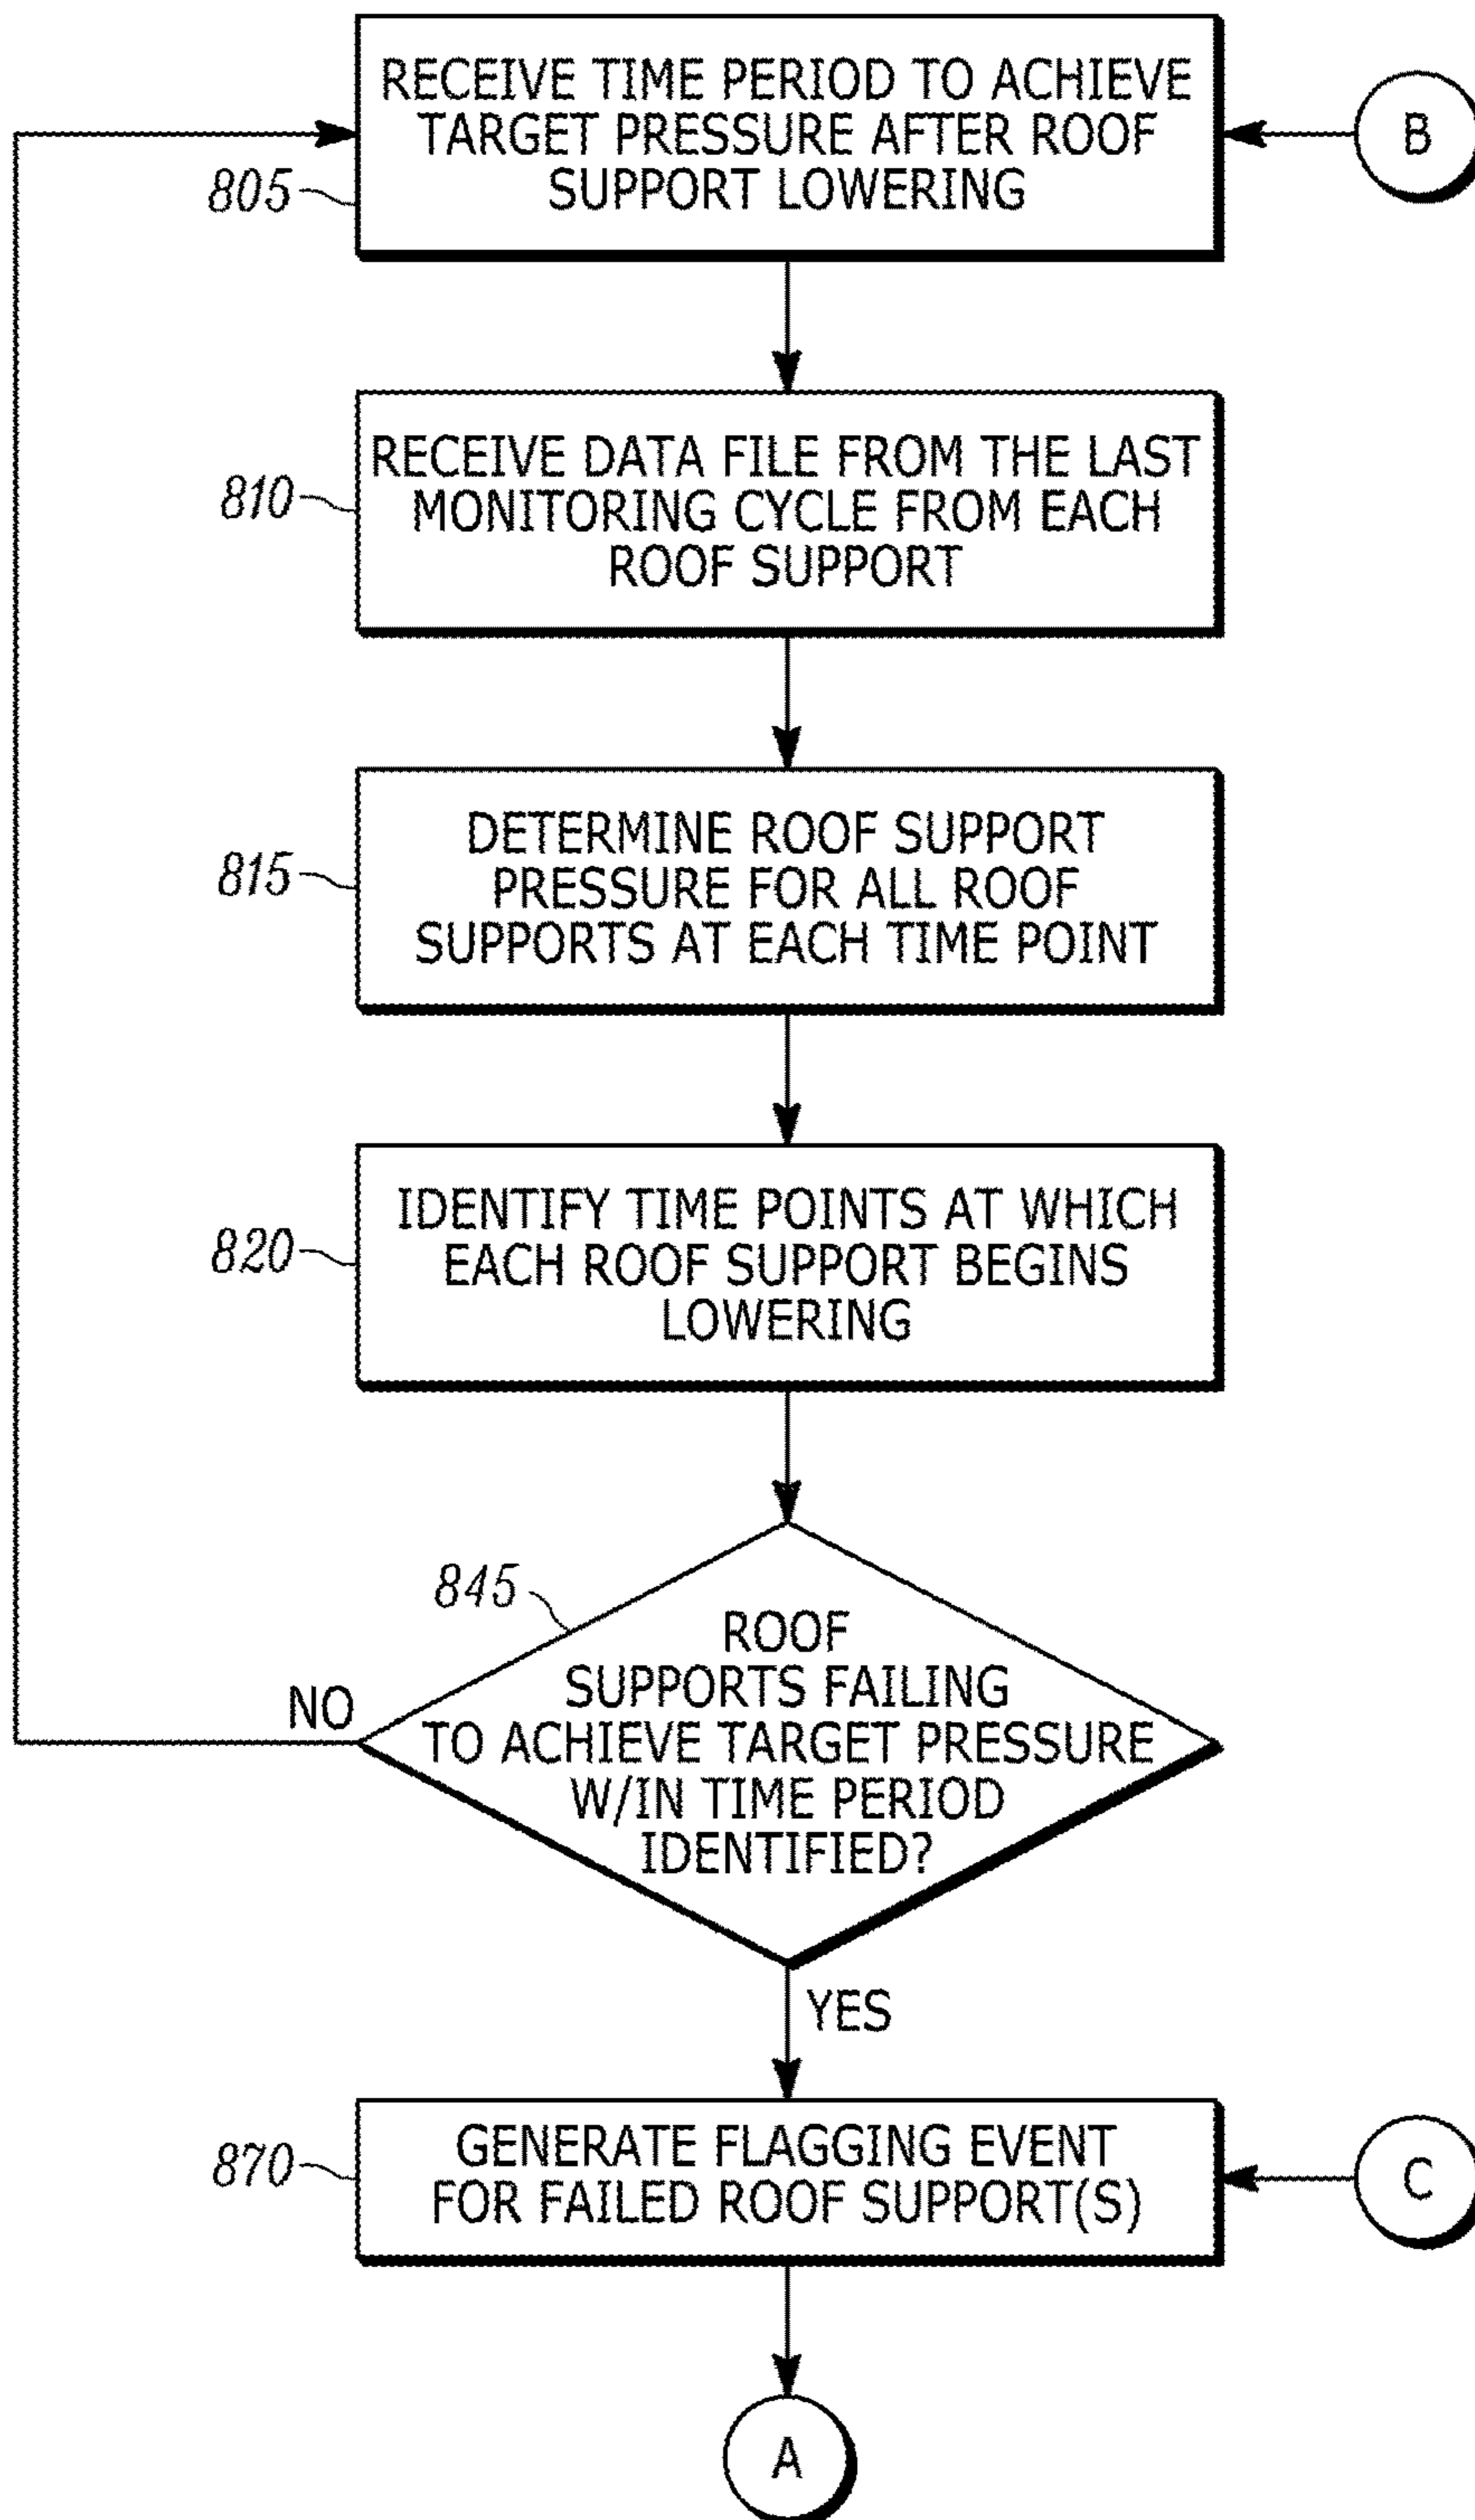 RECEIVE TIME PERIOD TO ACHIEVE
TARGET PRESSURE AFTER ROOF
SUPPORT LOWERING
B
805
RECEIVE DATA FILE FROM THE LAST
MONITORING CYCLE FROM EACH
ROOF SUPPORT
810
DETERMINE ROOF SUPPORT
PRESSURE FOR ALL ROOF
SUPPORTS AT EACH TIME POINT
815
IDENTIFY TIME POINTS AT WHICH
EACH ROOF SUPPORT BEGINS
LOWERING
820
845
ROOF
SUPPORTS FAILING
TO ACHIEVE TARGET PRESSURE
W/IN TIME PERIOD
IDENTIFIED?
NO
YES
GENERATE FLAGGING EVENT
FOR FAILED ROOF SUPPORT(S)
870
C
A